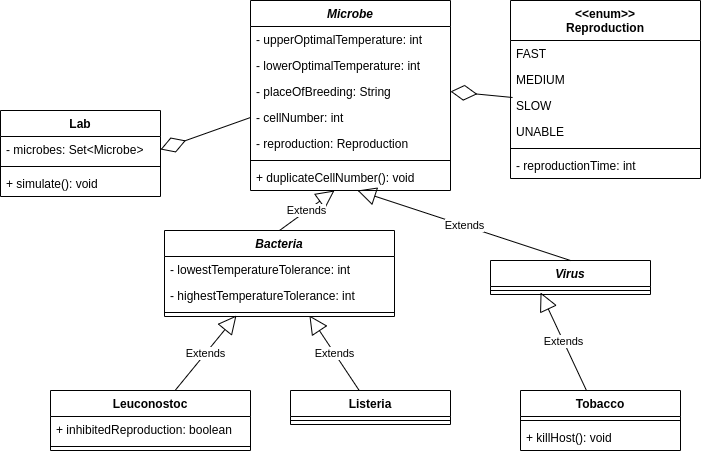 Microbe
- upperOptimalTemperature: int
- lowerOptimalTemperature: int
- placeOfBreeding: String
- cellNumber: int
- reproduction: Reproduction
+ duplicateCellNumber(): void
<<enum>>
Reproduction
FAST
MEDIUM
SLOW
UNABLE
- reproductionTime: int
Lab
- microbes: Set<Microbe>
+ simulate(): void
Extends
Extends
Bacteria
- lowestTemperatureTolerance: int
- highestTemperatureTolerance: int
Virus
Extends
Extends
Extends
Leuconostoc
+ inhibitedReproduction: boolean
Listeria
Tobacco
+ killHost(): void